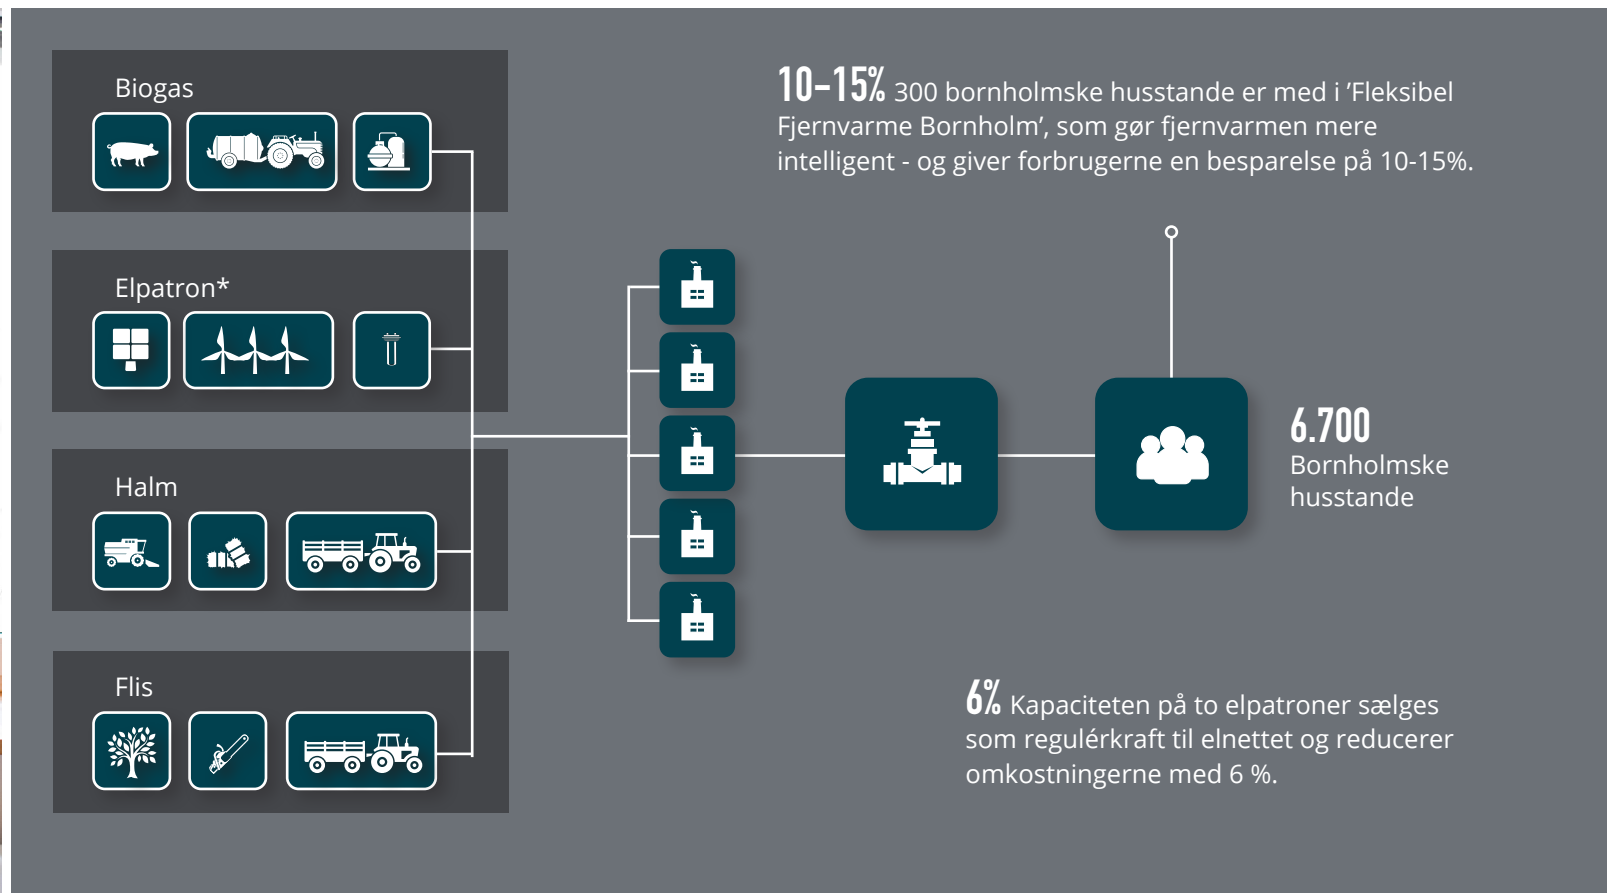 Biogas
Elpatron*
Halm
Flis
10–15% 300 bornholmske husstande er med i ’Fleksibel
Fjernvarme Bornholm’, som gør fjernvarmen mere
intelligent - og giver forbrugerne en besparelse på 10-15%.
6.700
Bornholmske
husstande
6% Kapaciteten på to elpatroner sælges
som regulérkraft til elnettet og reducerer
omkostningerne med 6 %.